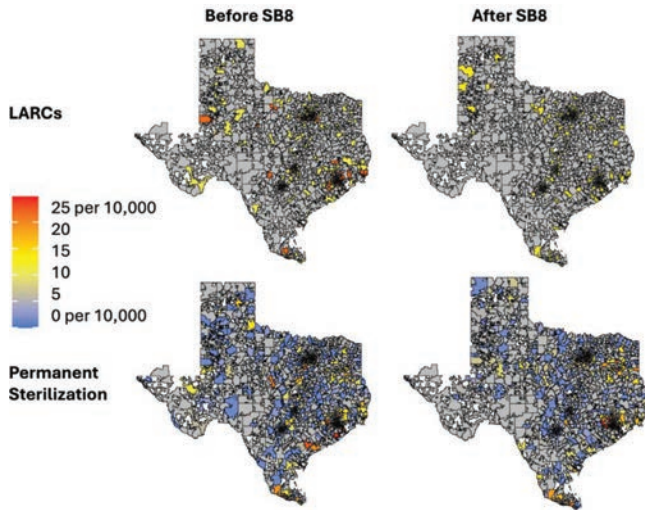 Before SB8
After SB8
LARCs
25 per 10,000
20
15
10
5
0 per 10,000
Permanent
Sterilization